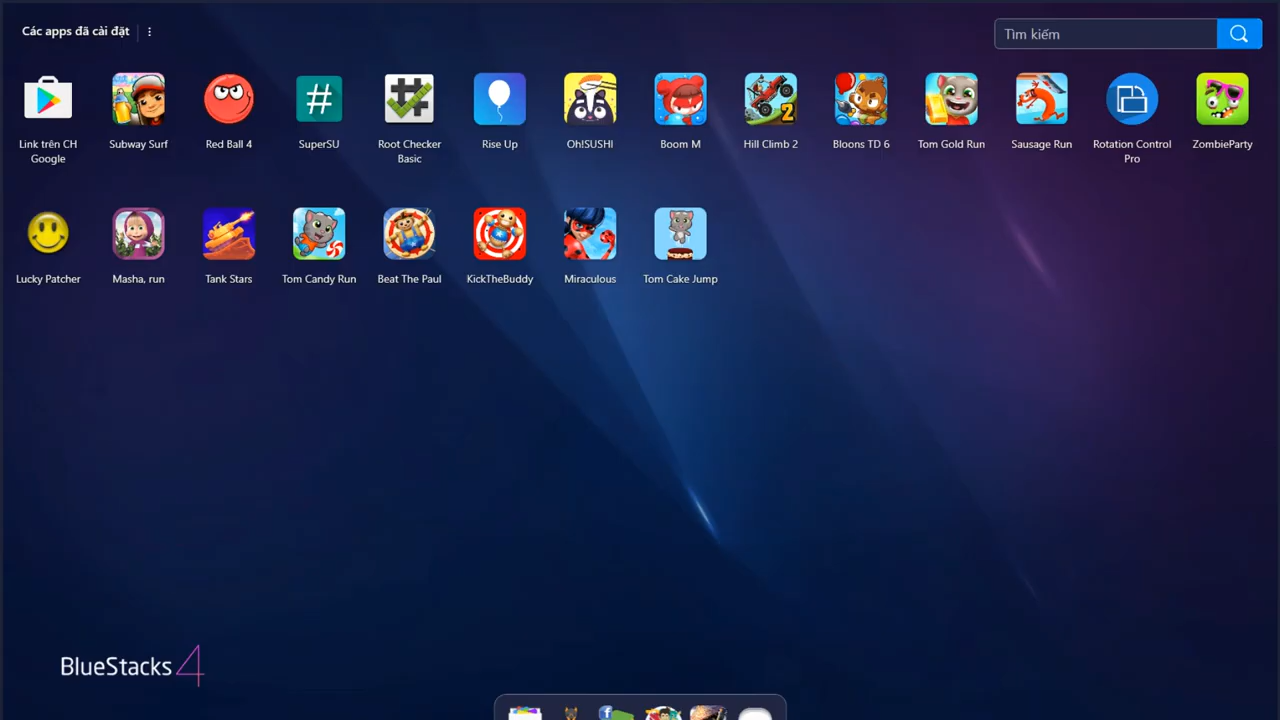 Các apps đã cài đặt
Tìm kiếm
Link trên CH Google
Subway Surf
Red Ball 4
SuperSU
Root Checker Basic
Rise Up
Oh!SUSHI
Boom M
Hill Climb 2
Bloons TD 6
Tom Gold Run
Sausage Run
Rotation Control Pro
ZombieParty
Lucky Patcher
Masha, run
Tank Stars
Tom Candy Run
Beat The Paul
KickTheBuddy
Miraculous
Tom Cake Jump
BlueStacks 4